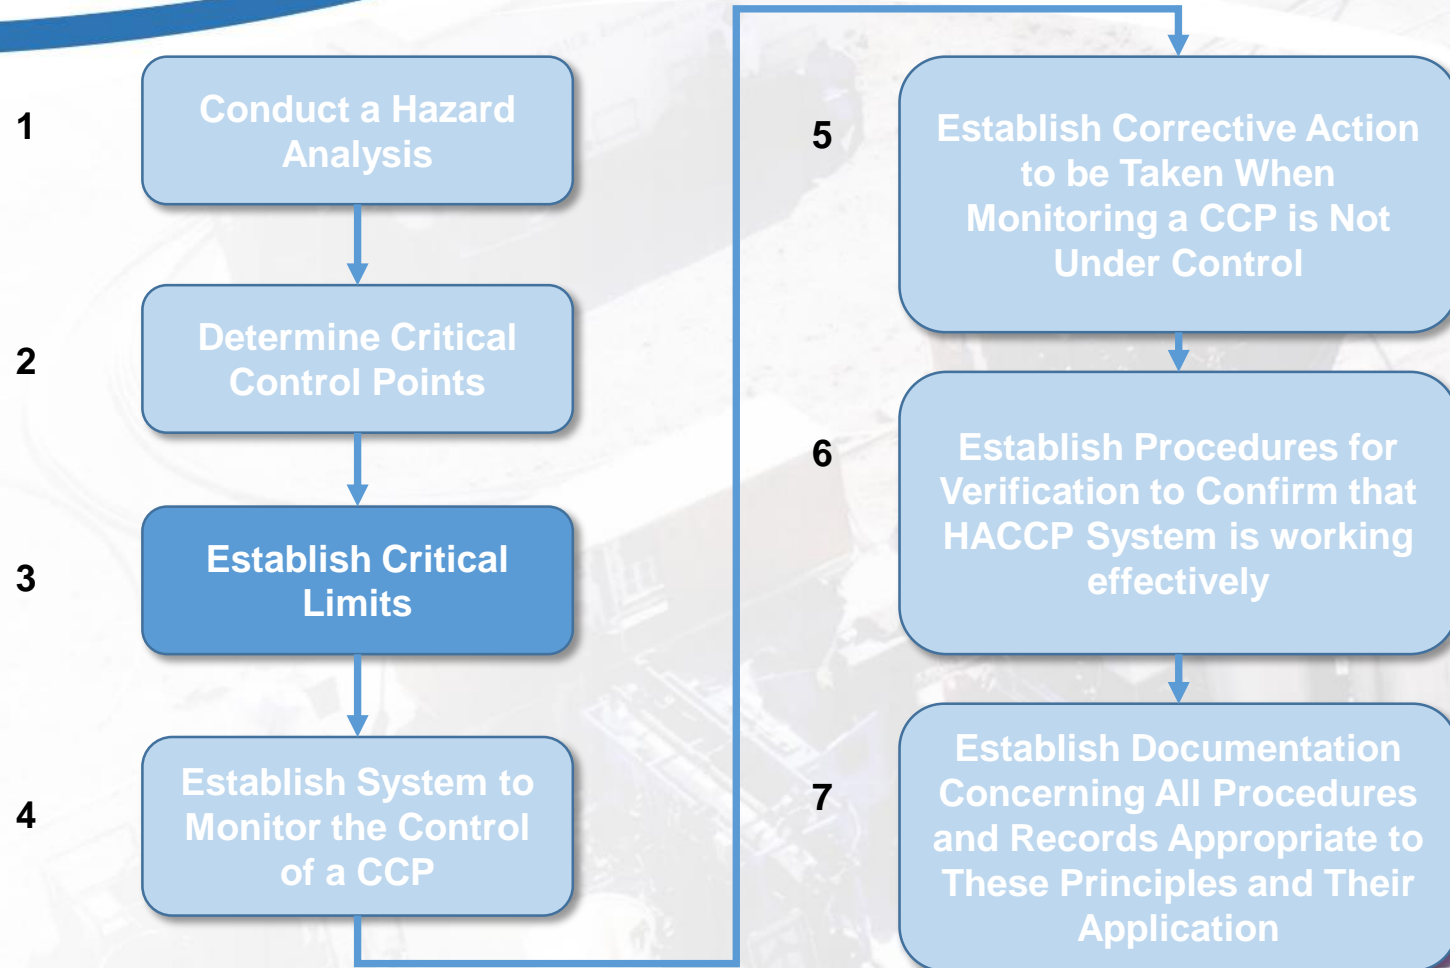 1
Conduct a Hazard
Analysis
2
Determine Critical
Control Points
3
Establish Critical
Limits
4
Establish System to
Monitor the Control
of a CCP
5
Establish Corrective Action
to be Taken When
Monitoring a CCP is Not
Under Control
6
Establish Procedures for
Verification to Confirm that
HACCP System is working
effectively
7
Establish Documentation
Concerning All Procedures
and Records Appropriate to
These Principles and Their
Application